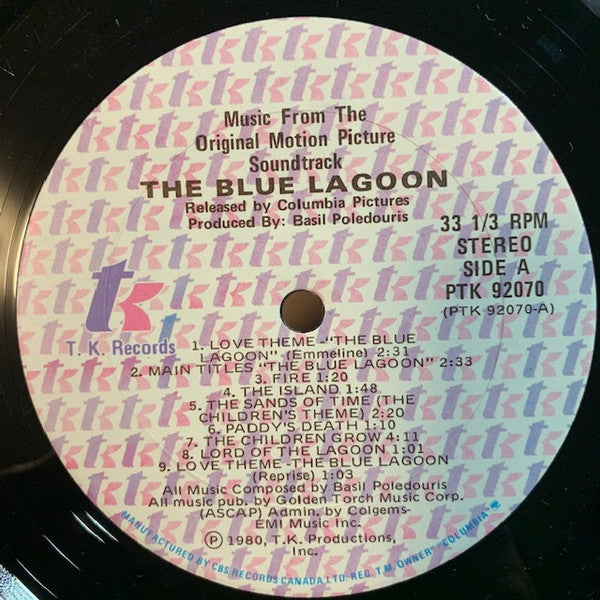 Music From The
Original Motion Picture
Soundtrack
THE BLUE LAGOON
Released by Columbia Pictures
Produced By: Basil Poledouris
33 1/3 RPM
STEREO
SIDE A
PTK 92070
(PTK 92070-A)
tk
T. K. Records
1. LOVE THEME -"THE BLUE
LAGOON" (Emmeline) 2:31
2. MAIN TITLES "THE BLUE LAGOON" 2:33
3. FIRE 1:20
4. THE ISLAND 1:48
5. THE SANDS OF TIME (THE
CHILDREN'S THEME) 2:20
6. PADDY'S DEATH 1:10
7. THE CHILDREN GROW 4:11
8. LORD OF THE LAGOON 1:01
9. LOVE THEME -THE BLUE LAGOON
(Reprise) 1:03
All Music Composed by Basil Poledouris
All music pub. by Golden Torch Music Corp.
(ASCAP) Admin. by Colgems-
EMI Music Inc.
℗ 1980, T.K. Productions,
Inc.
MANUFACTURED BY CBS RECORDS CANADA LTD. REG. T.M. OWNER "COLUMBIA"